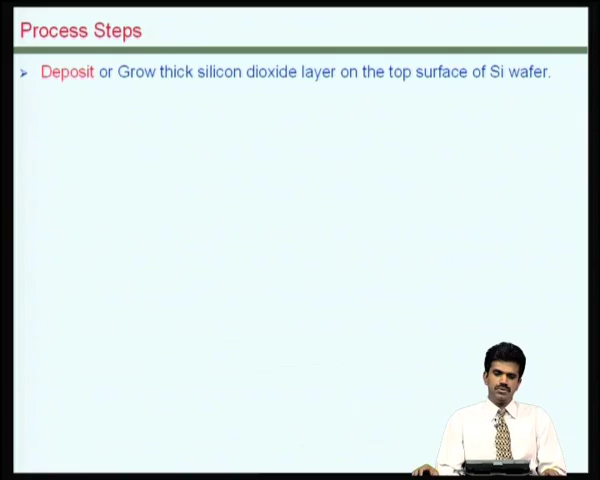 Process Steps
➢ Deposit or Grow thick silicon dioxide layer on the top surface of Si wafer.